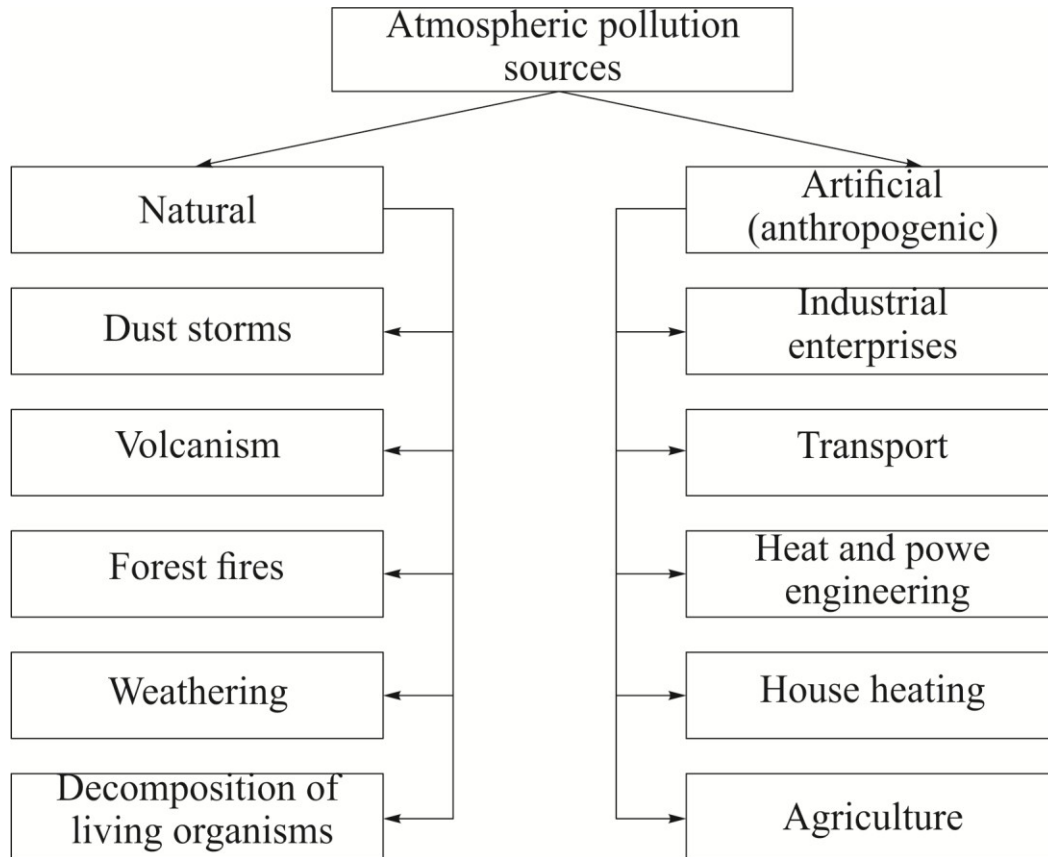 Atmospheric pollution
sources
Natural
Artificial
(anthropogenic)
Dust storms
Industrial
enterprises
Volcanism
Transport
Forest fires
Heat and powe
engineering
Weathering
House heating
Decomposition of
living organisms
Agriculture